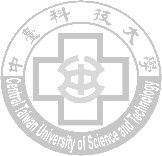 中臺科技大學
Central Taiwan University of Science and Technology